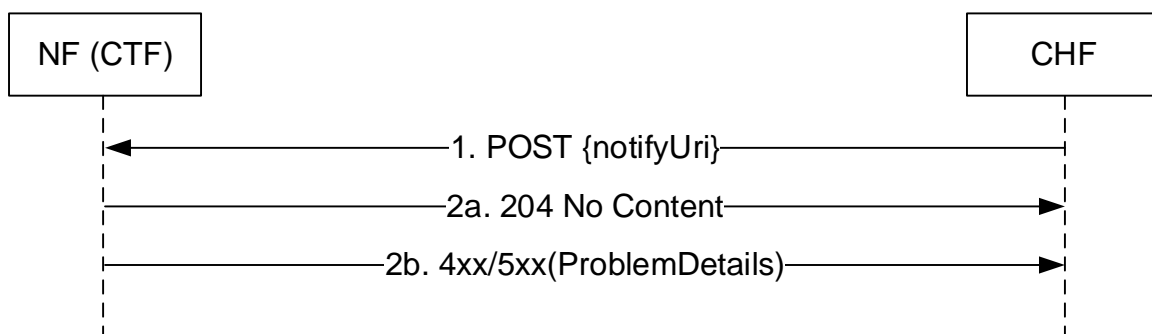 NF (CTF)
CHF
1. POST {notifyUri}
2a. 204 No Content
2b. 4xx/5xx(ProblemDetails)